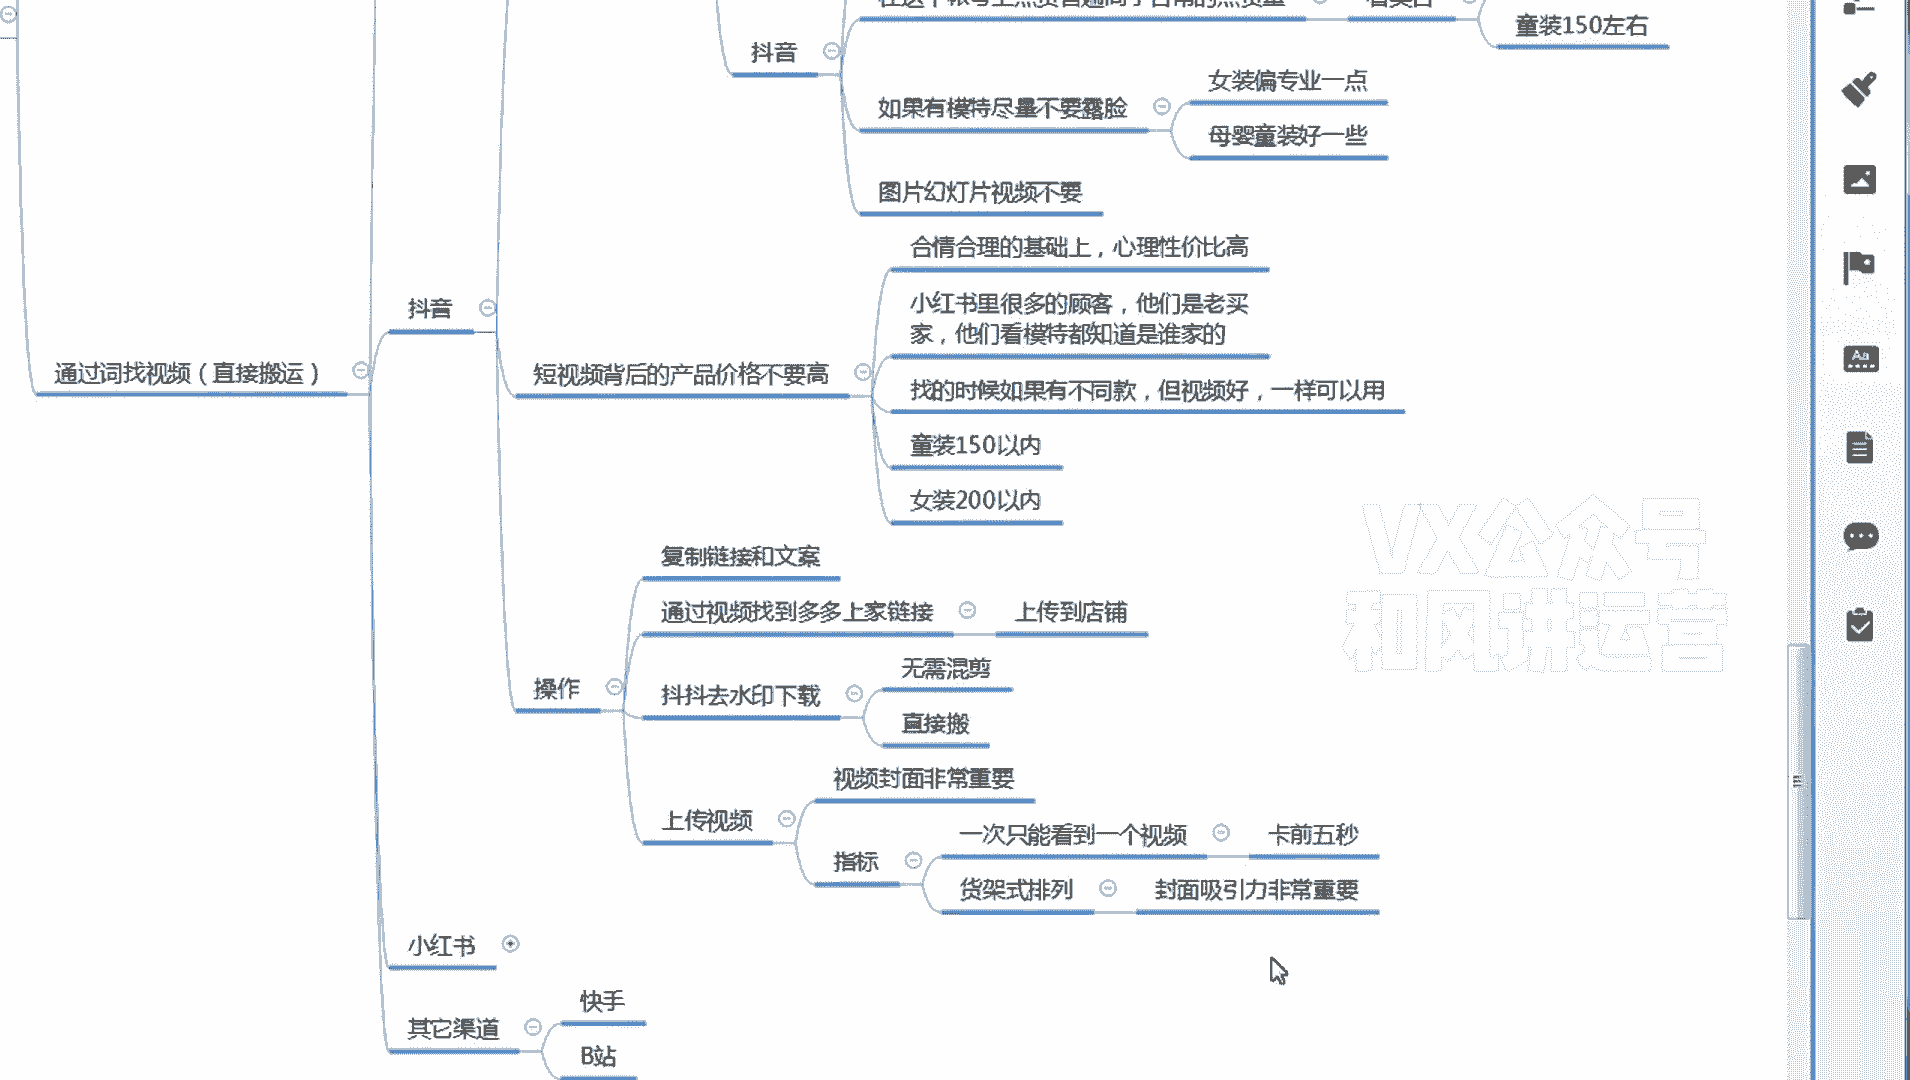 童装150左右
抖音
女装偏专业一点
如果有模特尽量不要露脸
母婴童装好一些
图片幻灯片视频不要
合情合理的基础上，心理性价比高
小红书里很多的顾客，他们是老买
家，他们看模特都知道是谁家的
抖音
通过词找视频（直接搬运）
短视频背后的产品价格不要高
找的时候如果有不同款，但视频好，一样可以用
童装150以内
女装200以内
复制链接和文案
通过视频找到多多上家链接
上传到店铺
操作
抖抖去水印下载
无需混剪
直接搬
视频封面非常重要
上传视频
指标
一次只能看到一个视频
卡前五秒
货架式排列
封面吸引力非常重要
小红书
其它渠道
快手
B站
VX公众号
和风讲运营
Aa